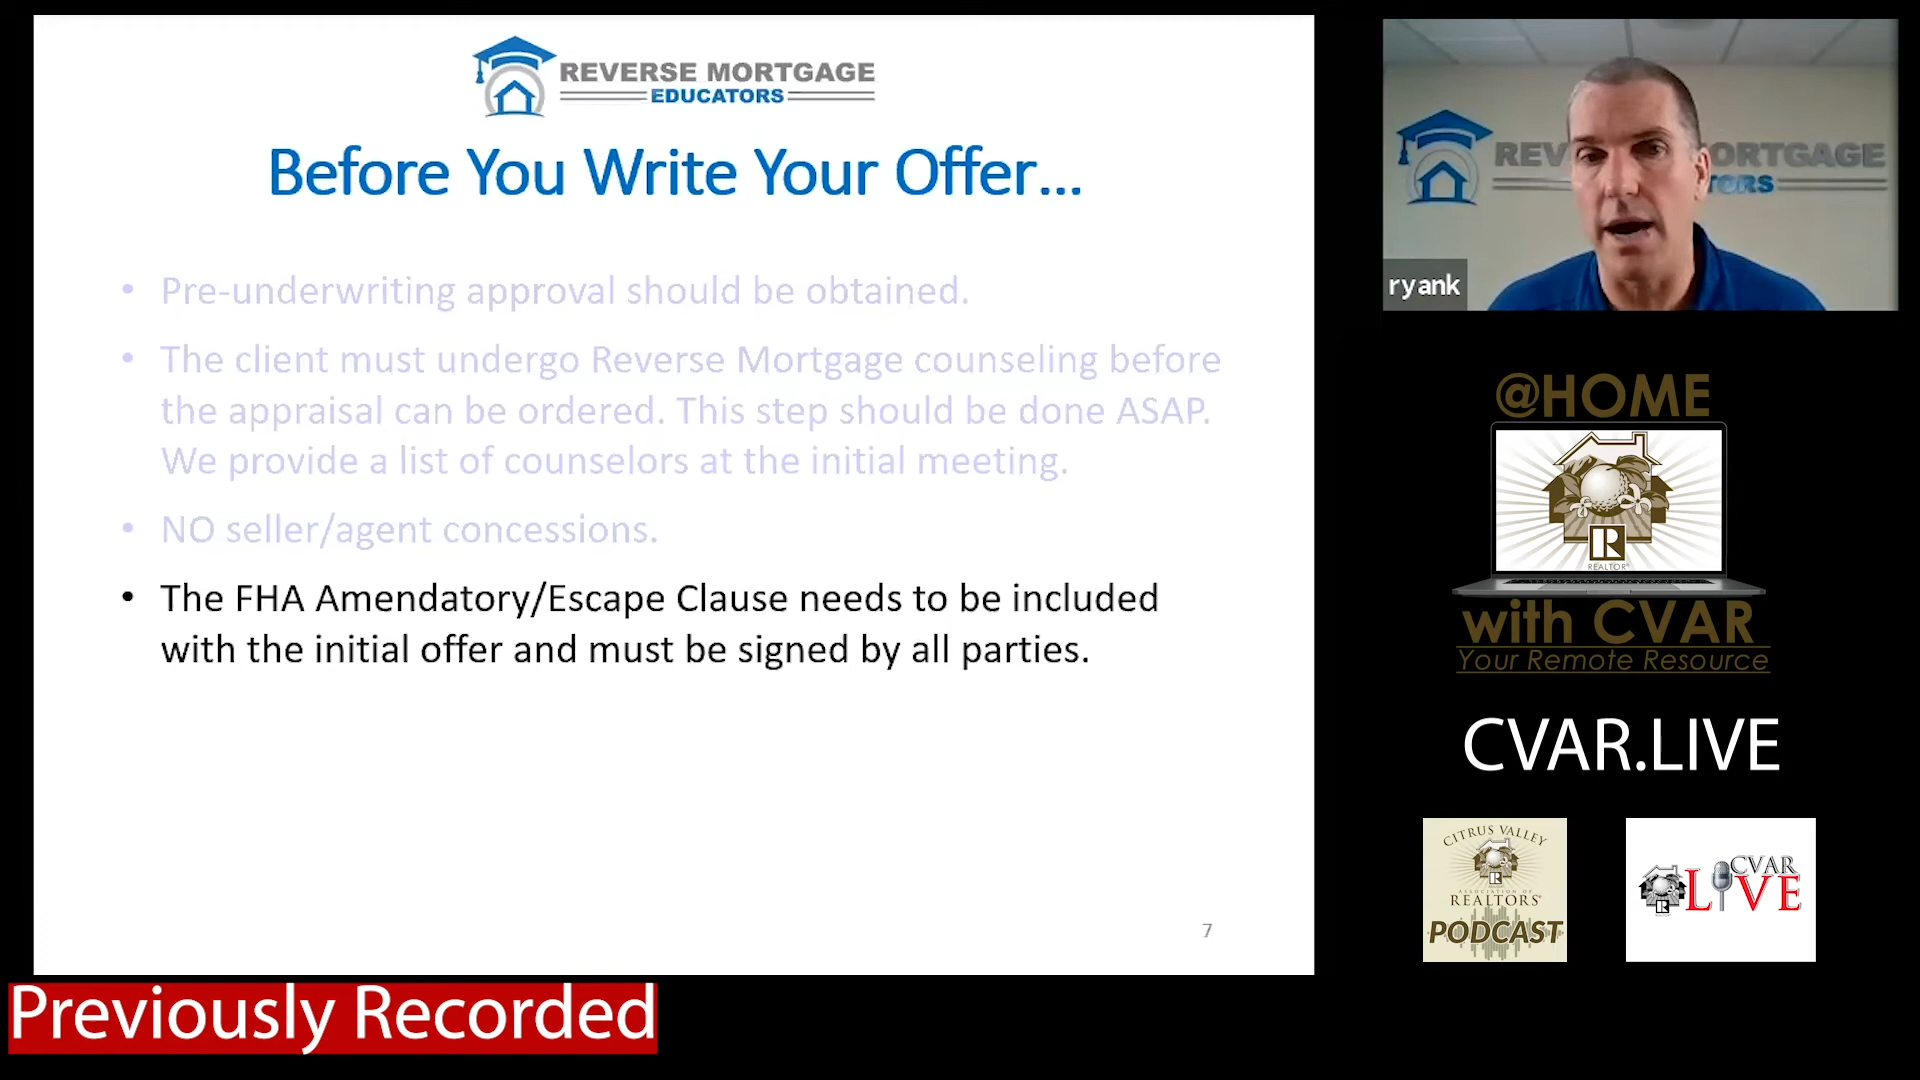 REVERSE MORTGAGE
EDUCATORS
Before You Write Your Offer...
• Pre-underwriting approval should be obtained.
• The client must undergo Reverse Mortgage counseling before
the appraisal can be ordered. This step should be done ASAP.
We provide a list of counselors at the initial meeting.
• NO seller/agent concessions.
• The FHA Amendatory/Escape Clause needs to be included
with the initial offer and must be signed by all parties.
7
Previously Recorded
REV ORTGAGE
TORS
ryank
@HOME
R
REALTOR®
with CVAR
Your Remote Resource
CVAR.LIVE
CITRUS VALLEY
R
ASSOCIATION OF
REALTORS®
PODCAST
CVAR
LIVE
R